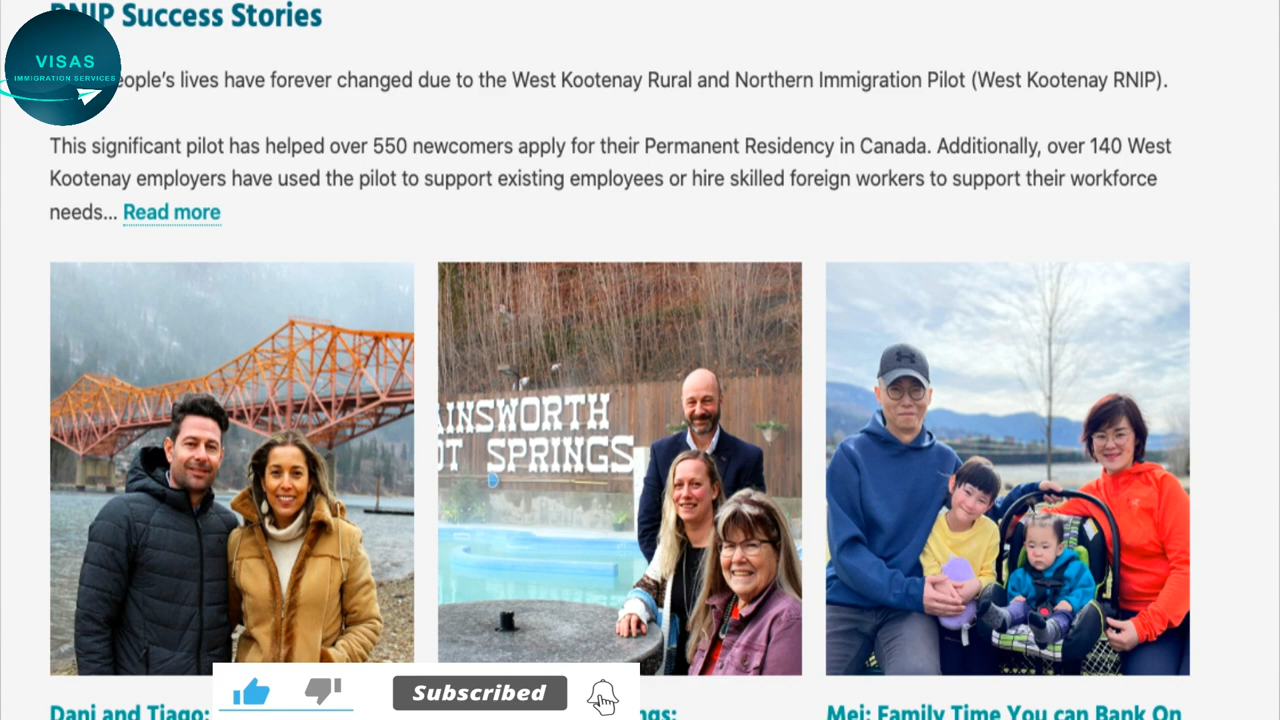 RNIP Success Stories
VISAS
IMMIGRATION SERVICES
eople's lives have forever changed due to the West Kootenay Rural and Northern Immigration Pilot (West Kootenay RNIP).
This significant pilot has helped over 550 newcomers apply for their Permanent Residency in Canada. Additionally, over 140 West
Kootenay employers have used the pilot to support existing employees or hire skilled foreign workers to support their workforce
needs... Read more
AINSWORTH
OT SPRINGS
Subscribed
Dani and Tiago:
ngs:
Mei: Family Time You can Bank On